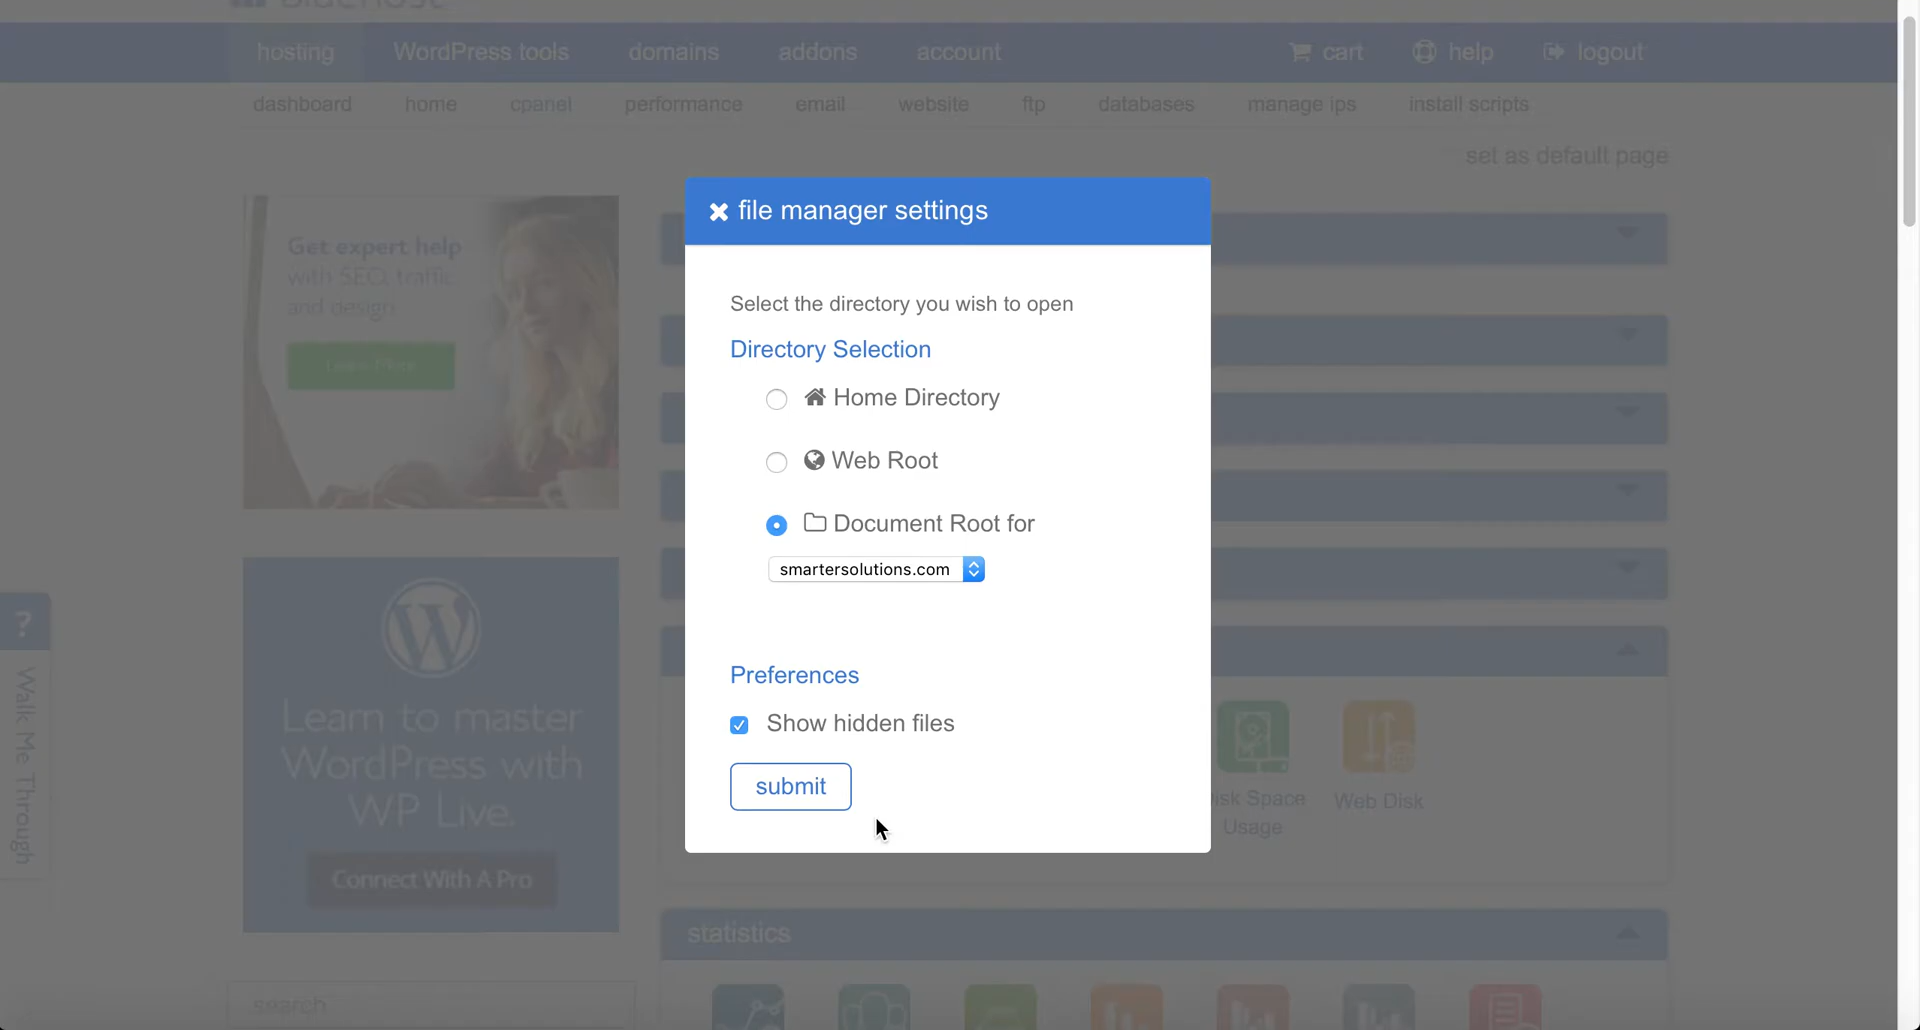 hosting WordPress tools domains addons account cart help logout
dashboard home cpanel performance email website ftp databases manage ips install scripts
set as default page
Get expert help
with SEO, traffic
and design
Learn More
Learn to master
WordPress with
WP Live.
Connect With A Pro
search
?
Walk Me Through
file manager settings
Select the directory you wish to open
Directory Selection
Home Directory
Web Root
Document Root for
smartersolutions.com
Preferences
Show hidden files
submit
Disk Space
Usage
Web Disk
statistics